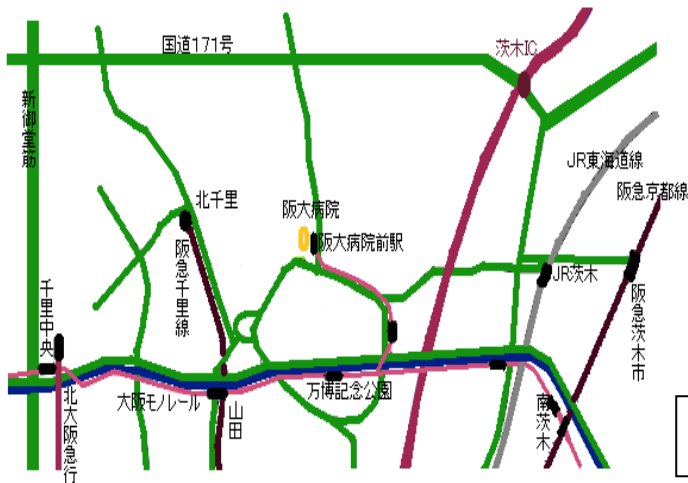 国道171号
茨木IC
新御堂筋
JR東海道線
阪急京都線
北千里
阪大病院
阪急千里線
阪大病院前駅
JR茨木
阪急茨木市
千里中央
万博記念公園
大阪モノレール
山田
南茨木
北大阪急行